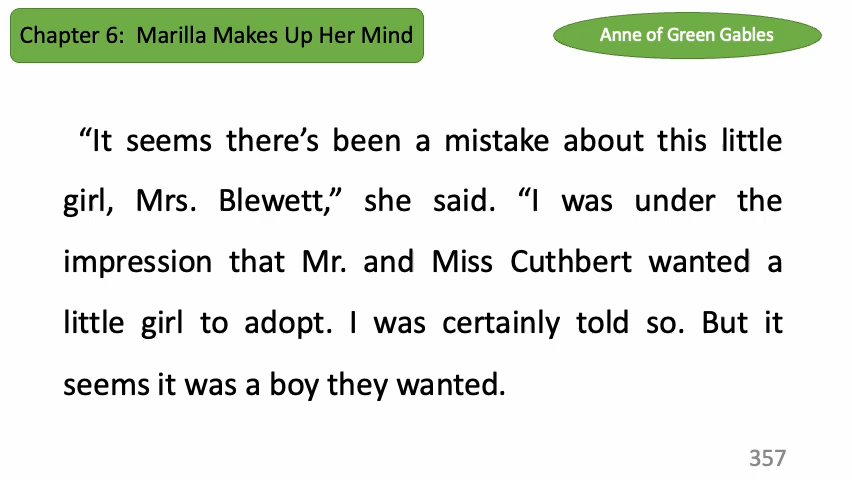 Chapter 6: Marilla Makes Up Her Mind
Anne of Green Gables
“It seems there’s been a mistake about this little
girl, Mrs. Blewett,” she said. “I was under the
impression that Mr. and Miss Cuthbert wanted a
little girl to adopt. I was certainly told so. But it
seems it was a boy they wanted.
357